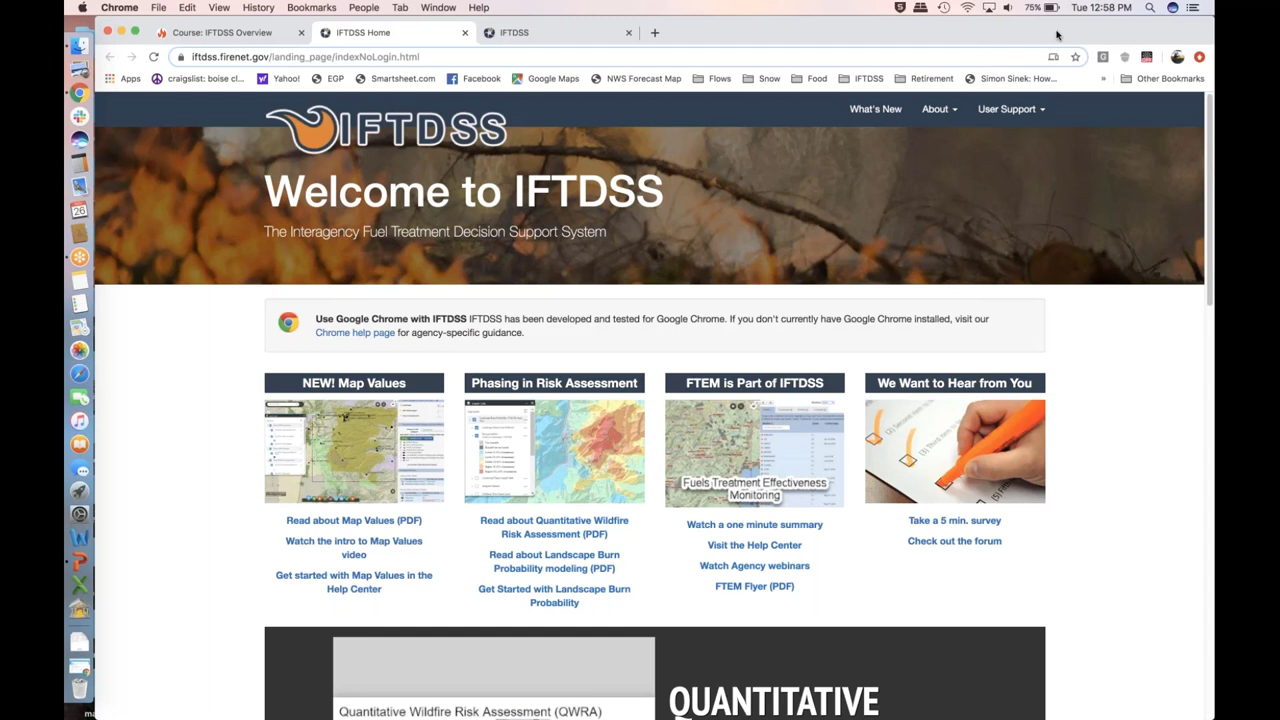 Chrome File Edit View History Bookmarks People Tab Window Help
75% Tue 12:58 PM
Course: IFTDSS Overview
IFTDSS Home
IFTDSS
iftdss.firenet.gov/landing_page/indexNoLogin.html
Apps craigslist: boise cl... Yahoo! EGP Smartsheet.com Facebook Google Maps NWS Forecast Map Flows Snow Food IFTDSS Retirement Simon Sinek: How... » Other Bookmarks
IFTDSS
What's New About User Support
Welcome to IFTDSS
The Interagency Fuel Treatment Decision Support System
Use Google Chrome with IFTDSS IFTDSS has been developed and tested for Google Chrome. If you don't currently have Google Chrome installed, visit our
Chrome help page for agency-specific guidance.
NEW! Map Values
Read about Map Values (PDF)
Watch the intro to Map Values
video
Get started with Map Values in the
Help Center
Phasing in Risk Assessment
Read about Quantitative Wildfire
Risk Assessment (PDF)
Read about Landscape Burn
Probability modeling (PDF)
Get Started with Landscape Burn
Probability
FTEM is Part of IFTDSS
Fuels Treatment Effectiveness
Monitoring
Watch a one minute summary
Visit the Help Center
Watch Agency webinars
FTEM Flyer (PDF)
We Want to Hear from You
Take a 5 min. survey
Check out the forum
Quantitative Wildfire Risk Assessment (QWRA)
QUANTITATIVE
26